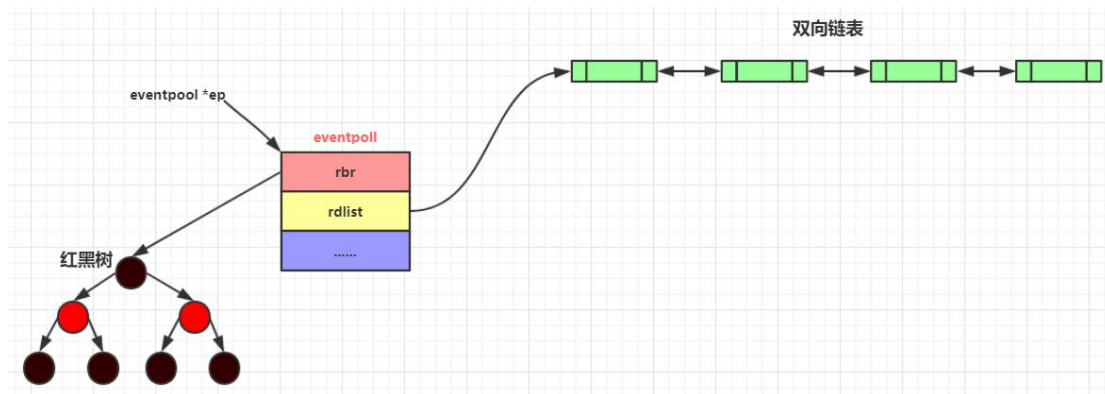 双向链表
eventpool *ep
eventpoll
rbr
rdlist
......
红黑树